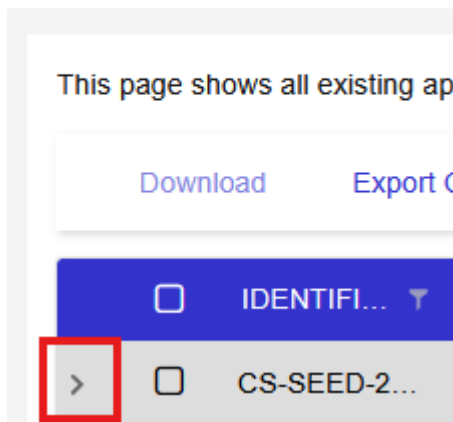 This page shows all existing ap
Download Export
IDENTIFI...
CS-SEED-2...